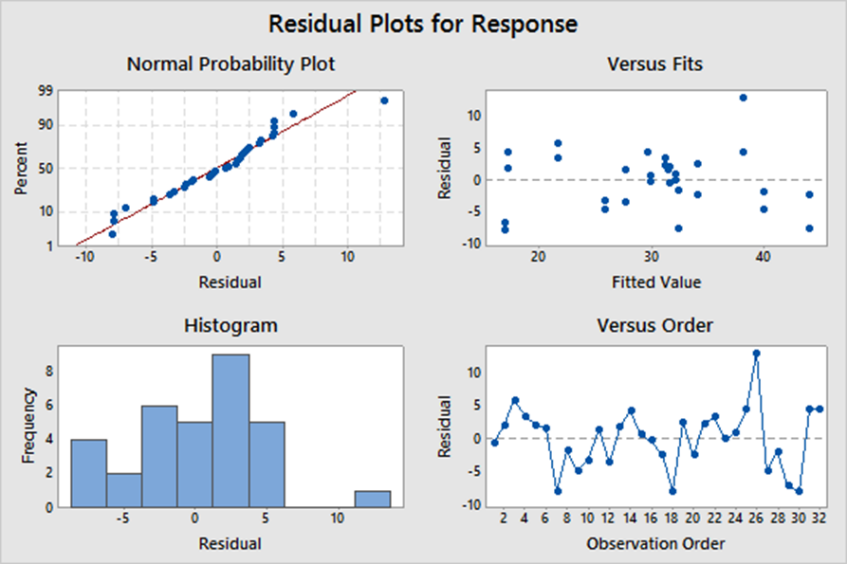 Residual Plots for Response
Normal Probability Plot
99
90
50
10
1
Percent
-10 -5 0 5 10
Residual
Versus Fits
10
5
0
-5
-10
Residual
20 30 40
Fitted Value
Histogram
8
6
4
2
0
Frequency
-5 0 5 10
Residual
Versus Order
10
5
0
-5
-10
Residual
2 4 6 8 10 12 14 16 18 20 22 24 26 28 30 32
Observation Order